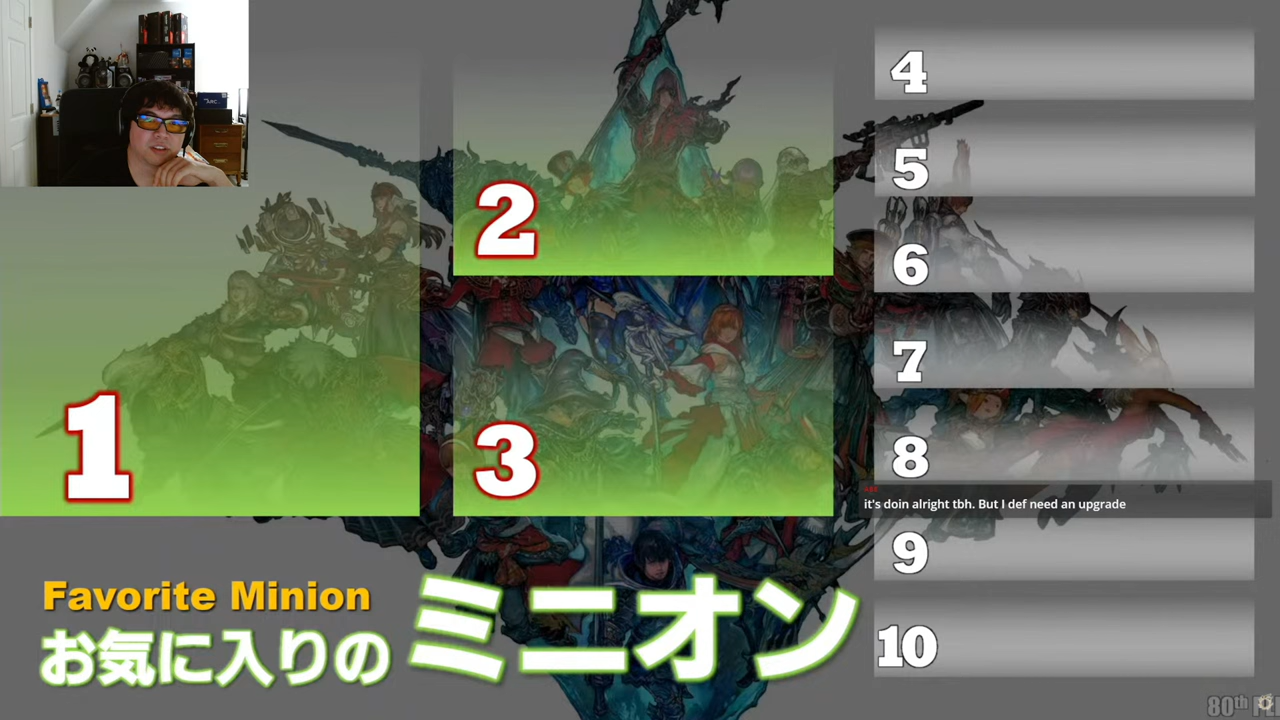 1
2
3
4
5
6
7
8
it's doin alright tbh. But I def need an upgrade
9
10
Favorite Minion
お気に入りのミニオン
80th